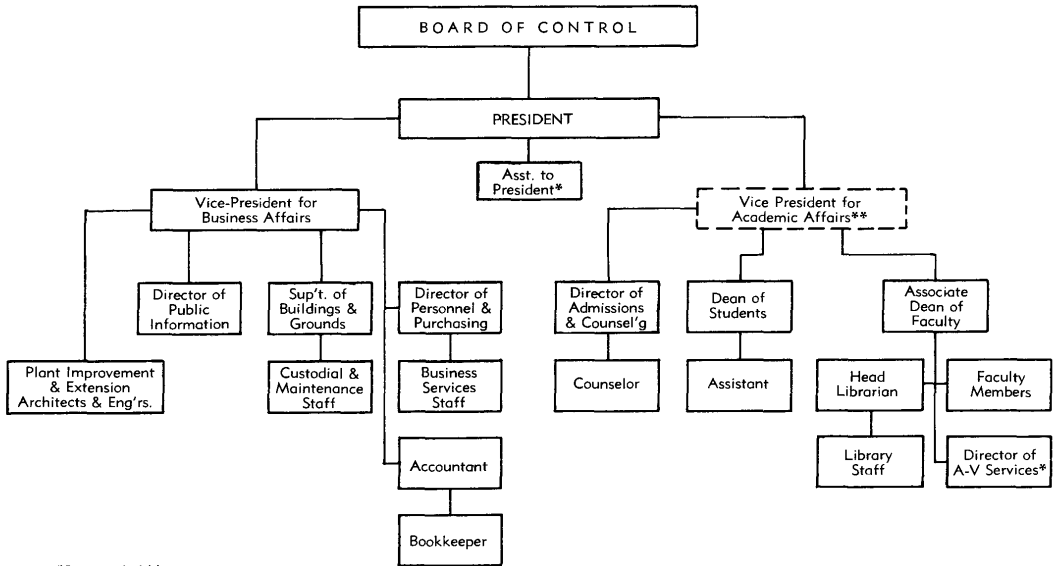 BOARD OF CONTROL
PRESIDENT
Asst. to
President*
Vice-President for
Business Affairs
Vice President for
Academic Affairs**
Director of
Public
Information
Sup't. of
Buildings &
Grounds
Director of
Personnel &
Purchasing
Director of
Admissions
& Counsel'g
Dean of
Students
Associate
Dean of
Faculty
Plant Improvement
& Extension
Architects & Eng'rs.
Custodial &
Maintenance
Staff
Business
Services
Staff
Counselor
Assistant
Head
Librarian
Faculty
Members
Accountant
Library
Staff
Director of
A-V Services*
Bookkeeper